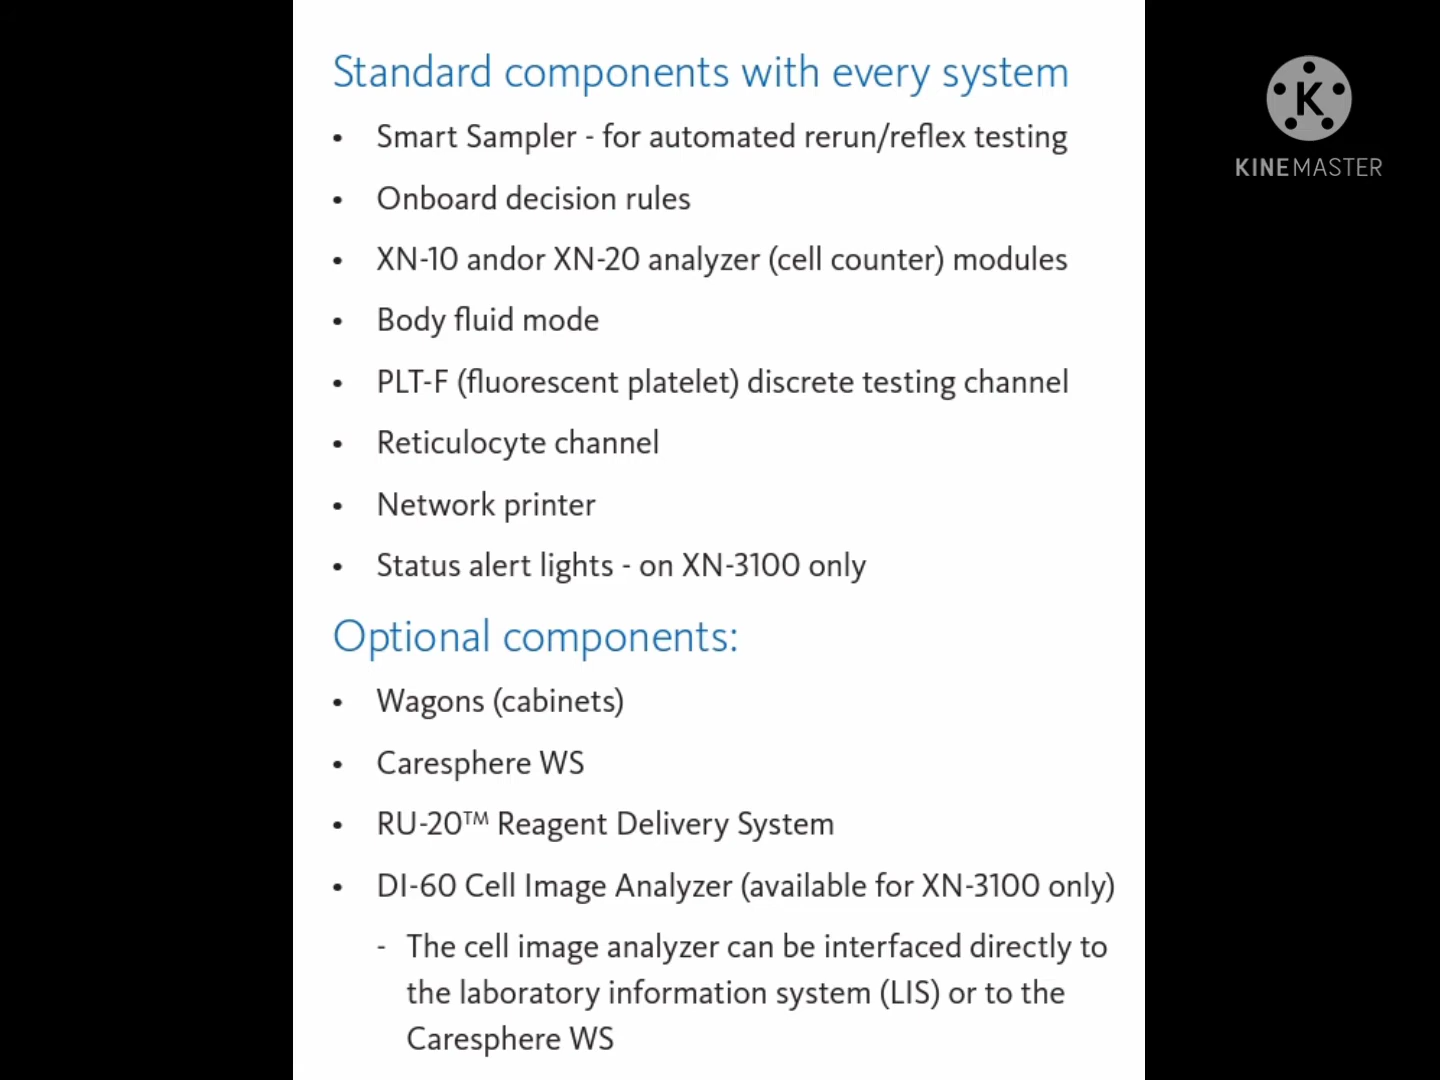 Standard components with every system
• Smart Sampler - for automated rerun/reflex testing
• Onboard decision rules
• XN-10 andor XN-20 analyzer (cell counter) modules
• Body fluid mode
• PLT-F (fluorescent platelet) discrete testing channel
• Reticulocyte channel
• Network printer
• Status alert lights - on XN-3100 only
Optional components:
• Wagons (cabinets)
• Caresphere WS
• RU-20™ Reagent Delivery System
• DI-60 Cell Image Analyzer (available for XN-3100 only)
- The cell image analyzer can be interfaced directly to
the laboratory information system (LIS) or to the
Caresphere WS
K
KINEMASTER